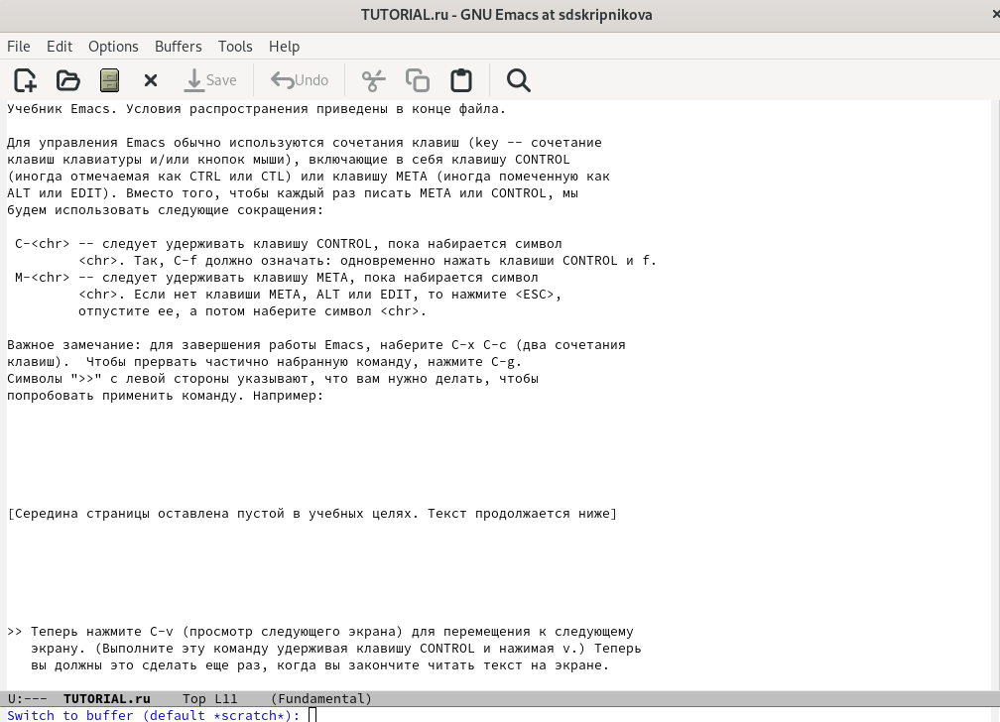 TUTORIAL.ru - GNU Emacs at sdskripnikova
File Edit Options Buffers Tools Help
Save Undo
Учебник Emacs. Условия распространения приведены в конце файла.
Для управления Emacs обычно используются сочетания клавиш (key -- сочетание
клавиш клавиатуры и/или кнопок мыши), включающие в себя клавишу CONTROL
(иногда отмечаемая как CTRL или CTL) или клавишу META (иногда помеченную как
ALT или EDIT). Вместо того, чтобы каждый раз писать META или CONTROL, мы
будем использовать следующие сокращения:
C-<chr> -- следует удерживать клавишу CONTROL, пока набирается символ
<chr>. Так, C-f должно означать: одновременно нажать клавиши CONTROL и f.
M-<chr> -- следует удерживать клавишу META, пока набирается символ
<chr>. Если нет клавиши META, ALT или EDIT, то нажмите <ESC>,
отпустите ее, а потом наберите символ <chr>.
Важное замечание: для завершения работы Emacs, наберите C-x C-c (два сочетания
клавиш).  Чтобы прервать частично набранную команду, нажмите C-g.
Символы ">>" с левой стороны указывают, что вам нужно делать, чтобы
попробовать применить команду. Например:
[Середина страницы оставлена пустой в учебных целях. Текст продолжается ниже]
>> Теперь нажмите C-v (просмотр следующего экрана) для перемещения к следующему
экрану. (Выполните эту команду удерживая клавишу CONTROL и нажимая v.) Теперь
вы должны это сделать еще раз, когда вы закончите читать текст на экране.
U:--- TUTORIAL.ru Top L11 (Fundamental)
Switch to buffer (default *scratch*):